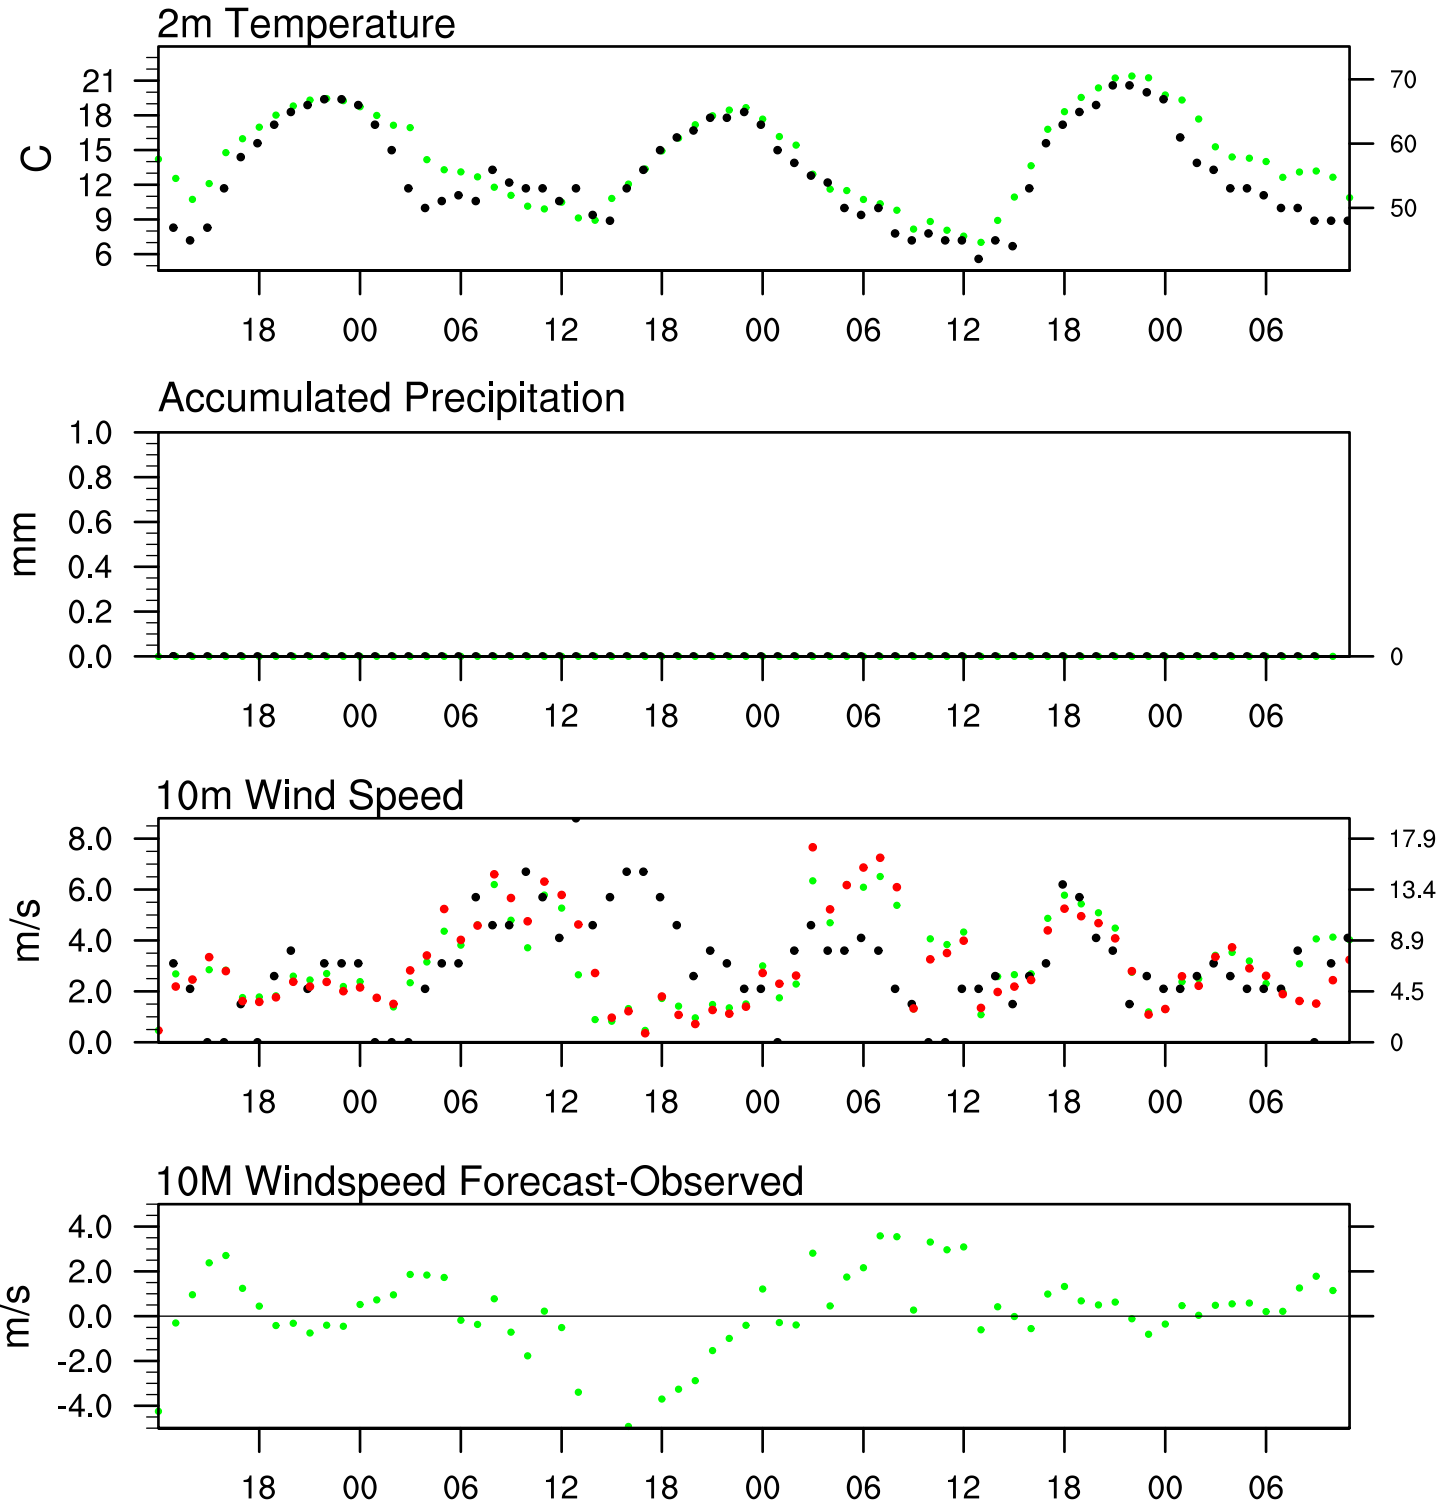 2m Temperature
21
18
15
12
9
6
C
70
60
50
18 00 06 12 18 00 06 12 18 00 06
Accumulated Precipitation
1.0
0.8
0.6
0.4
0.2
0.0
mm
0
18 00 06 12 18 00 06 12 18 00 06
10m Wind Speed
8.0
6.0
4.0
2.0
0.0
m/s
17.9
13.4
8.9
4.5
0
18 00 06 12 18 00 06 12 18 00 06
10M Windspeed Forecast-Observed
4.0
2.0
0.0
-2.0
-4.0
m/s
18 00 06 12 18 00 06 12 18 00 06